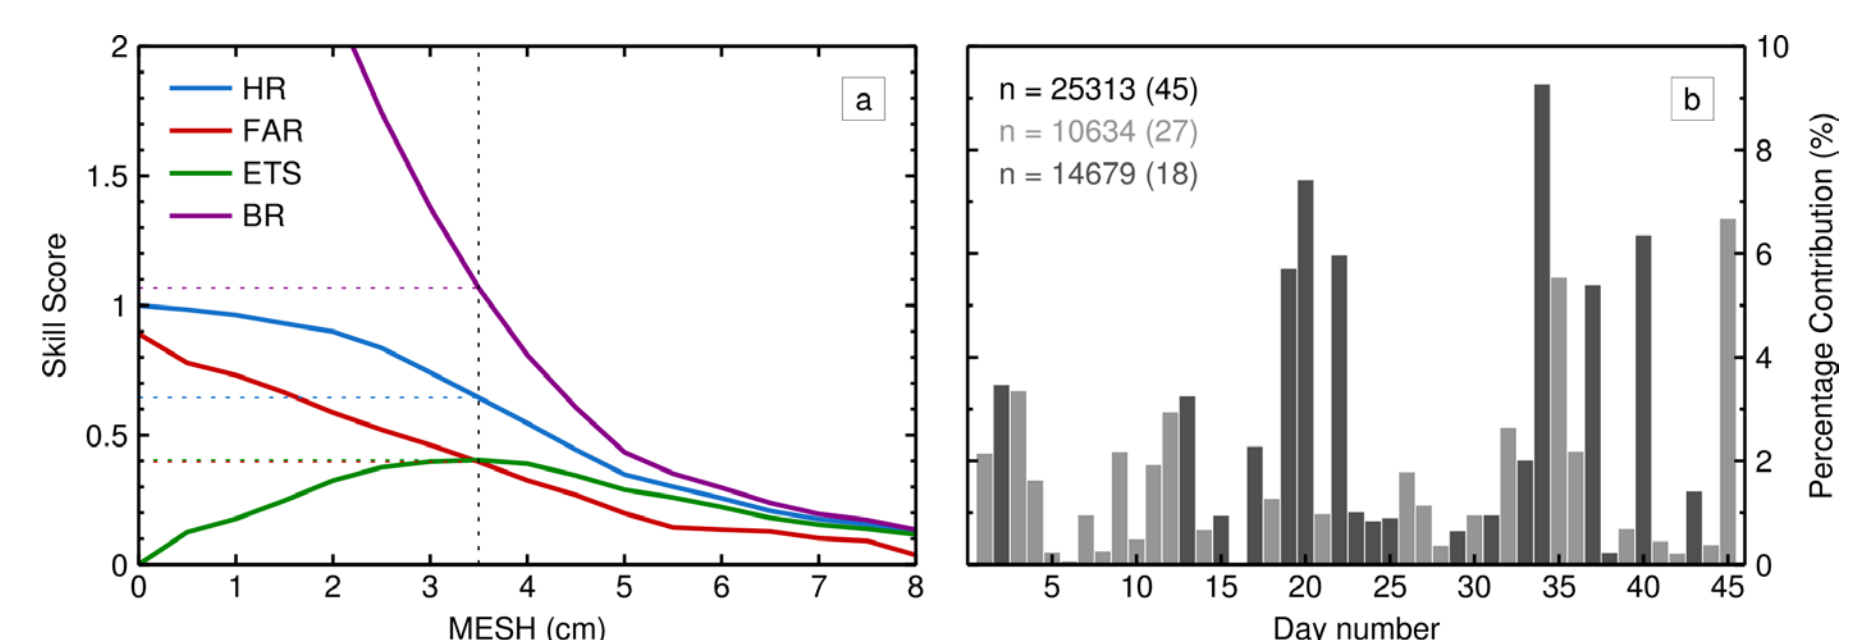 2
1.5
1
0.5
0
Skill Score
HR
FAR
ETS
BR
a
0 1 2 3 4 5 6 7 8
MESH (cm)
n = 25313 (45)
n = 10634 (27)
n = 14679 (18)
b
10
8
6
4
2
0
Percentage Contribution (%)
5 10 15 20 25 30 35 40 45
Day number